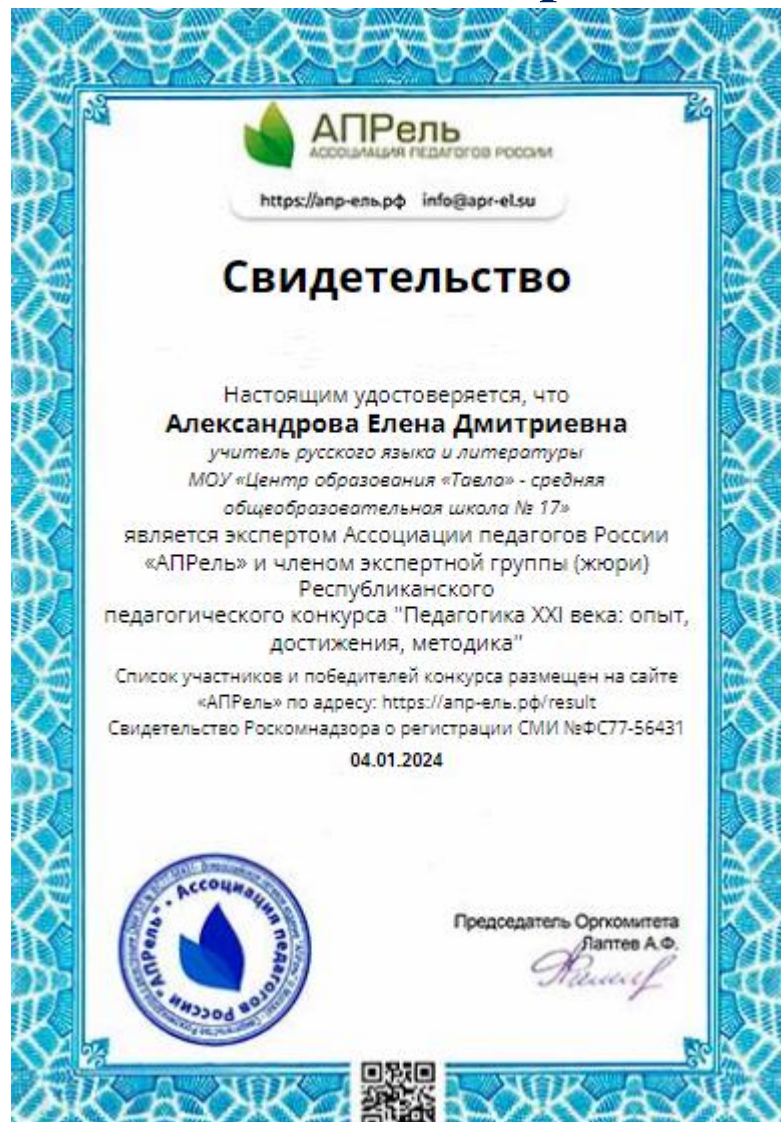 АПРель
АССОЦИАЦИЯ ПЕДАГОГОВ РОССИИ
https://апр-ель.рф info@apr-el.su
Свидетельство
Настоящим удостоверяется, что
Александрова Елена Дмитриевна
учитель русского языка и литературы
МОУ «Центр образования «Тавла» - средняя
общеобразовательная школа № 17»
является экспертом Ассоциации педагогов России
«АПРель» и членом экспертной группы (жюри)
Республиканского
педагогического конкурса "Педагогика XXI века: опыт,
достижения, методика"
Список участников и победителей конкурса размещен на сайте
«АПРель» по адресу: https://апр-ель.рф/result
Свидетельство Роскомнадзора о регистрации СМИ №ФС77-56431
04.01.2024
Председатель Оргкомитета
Лаптев А.Ф.
"АПРель" - Ассоциация педагогов России